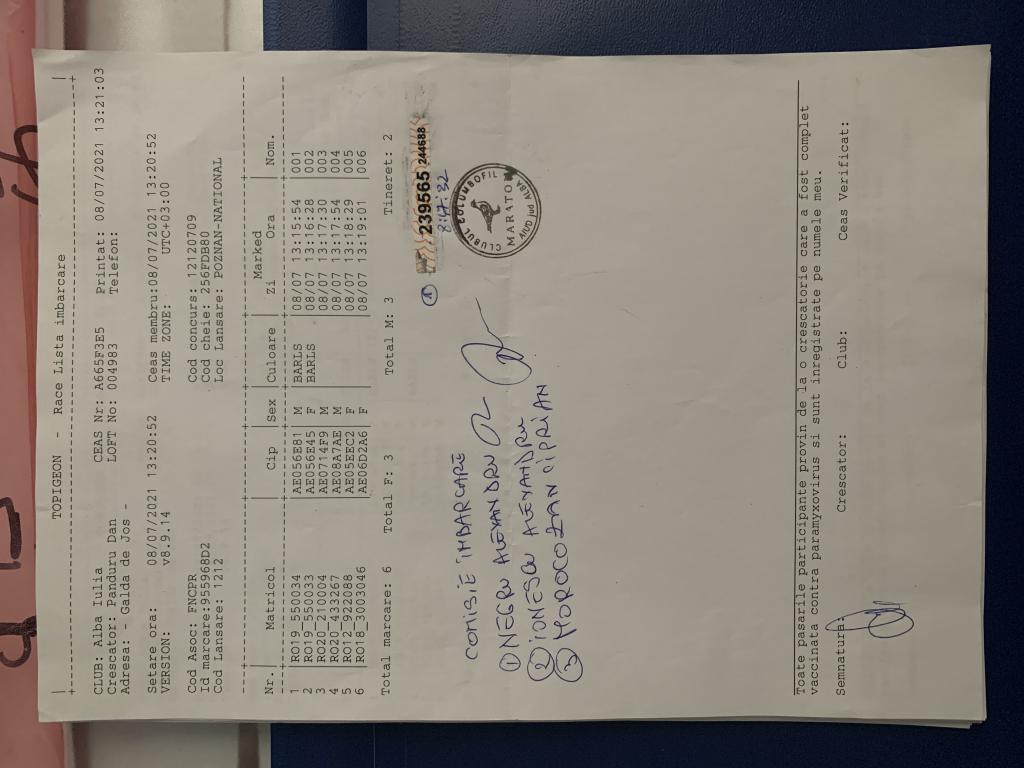 TOPIGEON - Race Lista imbarcare
CLUB: Alba Iulia CEAS Nr: A665F3E5 Printat: 08/07/2021 13:21:03
Crescator: Panduru Dan LOFT No: 004983 Telefon:
Adresa: - Galda de Jos -
Setare ora: 08/07/2021 13:20:52 Ceas membru:08/07/2021 13:20:52
VERSION: v8.9.14 TIME ZONE: UTC+03:00
Cod Asoc: FNCPR Cod concurs: 12120709
Id marcare:955968D2 Cod cheie: 256FDB80
Cod Lansare: 1212 Loc Lansare: POZNAN-NATIONAL
Marked
Nr. Matricol Cip Sex Culoare Zi Ora Nom.
1 RO19_550034 AE056E81 M BARLS 08/07 13:15:54 001
2 RO19_550033 AE056E45 F BARLS 08/07 13:16:28 002
3 RO20_210004 AE0714F9 M 08/07 13:17:30 003
4 RO20_413267 AE08A7AE M 08/07 13:17:54 004
5 RO12_922088 AE05EEC2 F 08/07 13:18:29 005
6 RO18_3003046 AE06D2A6 F 08/07 13:19:01 006
Total marcare: 6 Total F: 3 Total M: 3 Tineret: 2
① 239565 244688
8:47:32
CLUBUL COLUMBOFIL
MARATON
AIUD jud ALBA
COMISIE IMBARCARE
① NEGRU ALEXANDRU
② IONESCU ALEXANDRU
③ MOROCOZAN CIPRIAN
Toate pasarile participante provin de la o crescatorie care a fost complet
vaccinata contra paramyxovirus si sunt inregistrate pe numele meu.
Semnatura: Crescator: Club: Ceas Verificat: